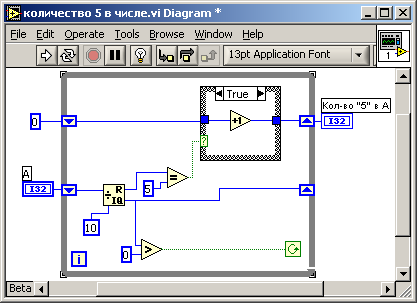 количество 5 в числе.vi Diagram *
File Edit Operate Tools Browse Window Help
13pt Application Font
1
True
Кол-во "5" в A
0
+1
I32
?
A
I32
R
IQ
=
5
10
0
>
i
Beta